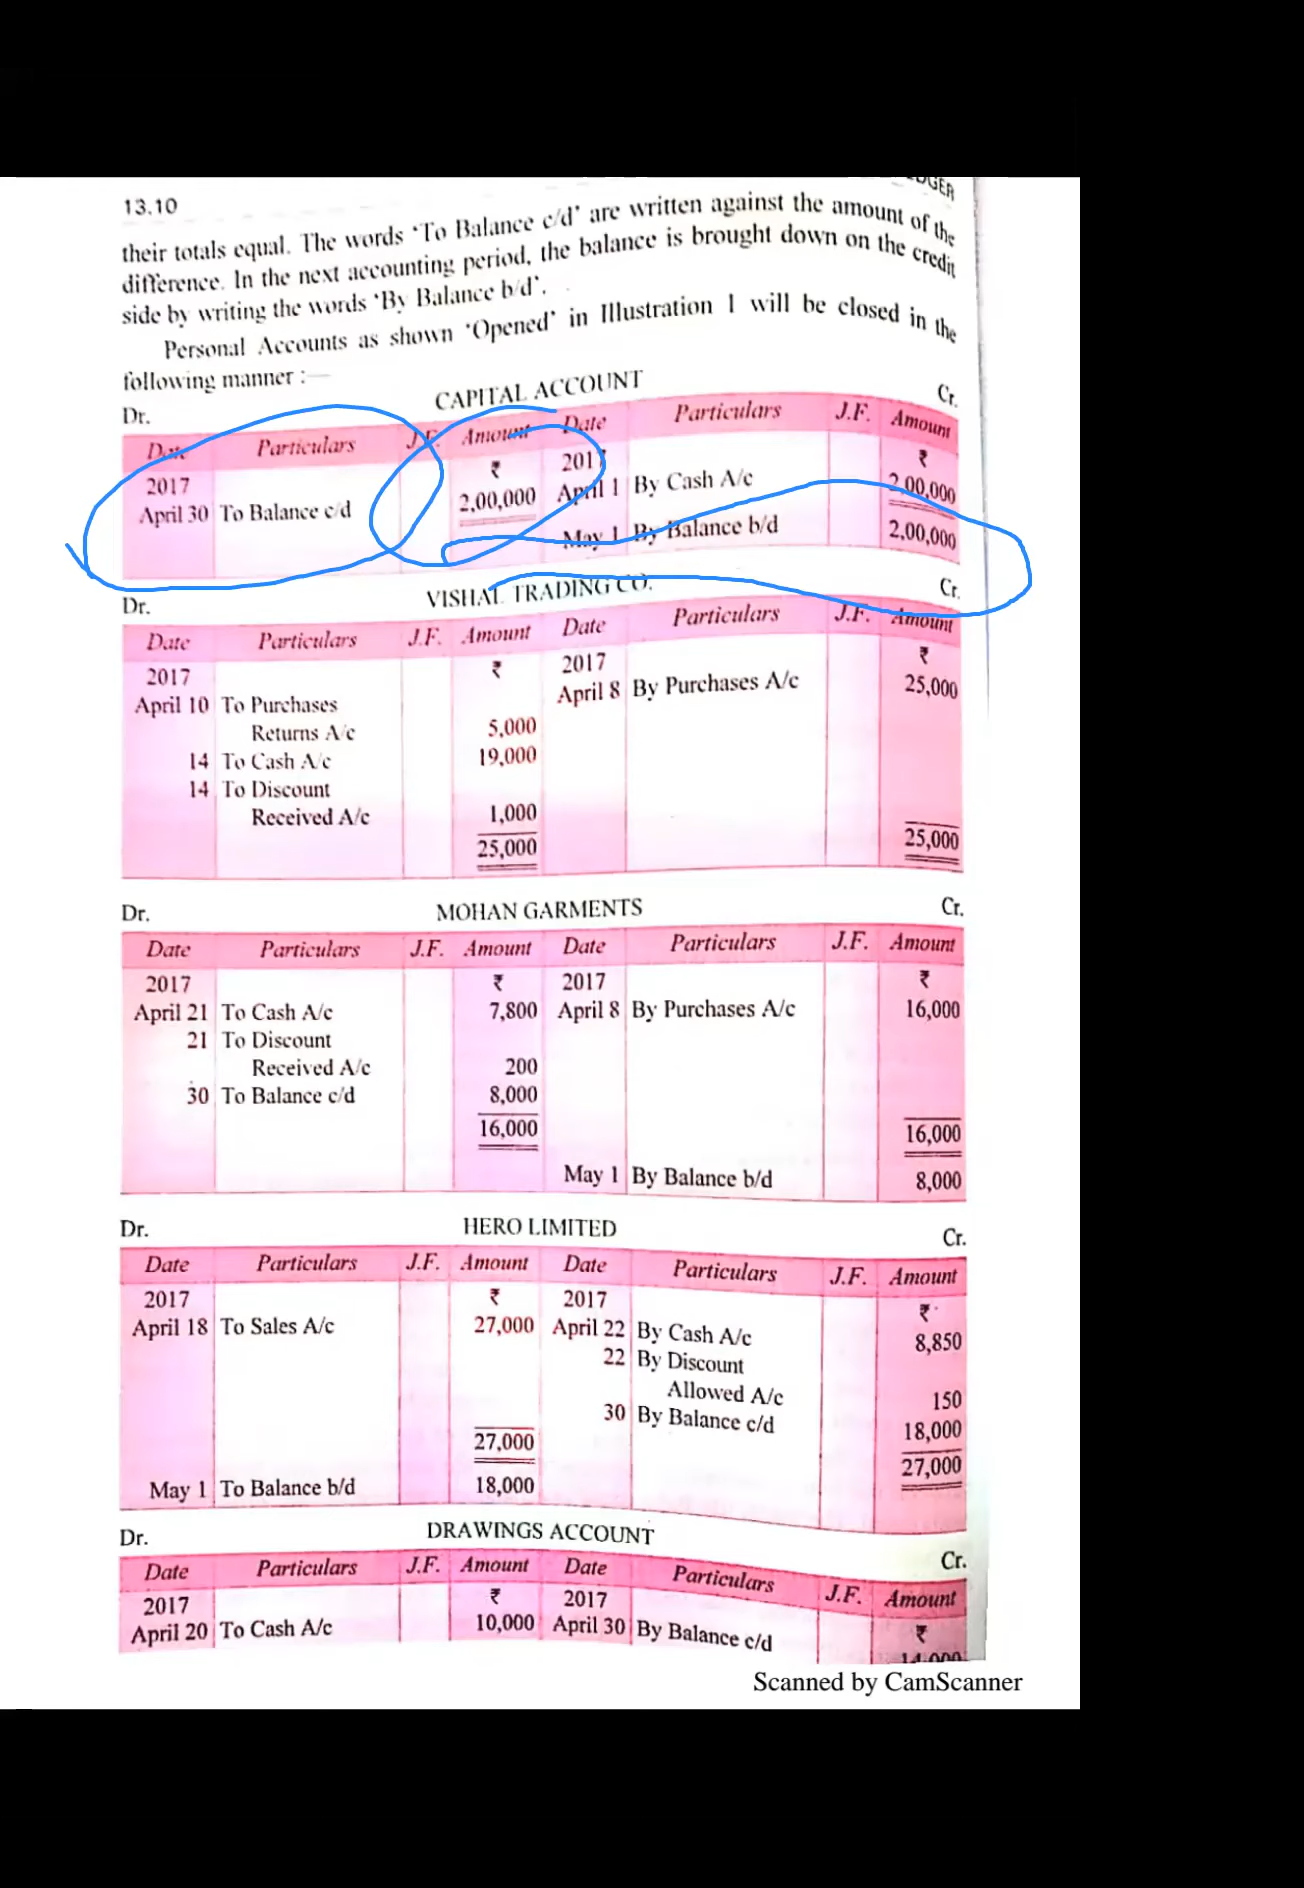 13.10
their totals equal. The words ‘To Balance c/d’ are written against the amount of the
difference. In the next accounting period, the balance is brought down on the credit
side by writing the words ‘By Balance b/d’.
Personal Accounts as shown ‘Opened’ in Illustration 1 will be closed in the
following manner :—
Dr. CAPITAL ACCOUNT Cr.
Date Particulars J.F. Amount Date Particulars J.F. Amount
2017 ₹ 2017 ₹
April 30 To Balance c/d 2,00,000 April 1 By Cash A/c 2,00,000
May 1 By Balance b/d 2,00,000
Dr. VISHAL TRADING CO. Cr.
Date Particulars J.F. Amount Date Particulars J.F. Amount
2017 ₹ 2017 ₹
April 10 To Purchases April 8 By Purchases A/c 25,000
Returns A/c 5,000
14 To Cash A/c 19,000
14 To Discount
Received A/c 1,000
25,000 25,000
Dr. MOHAN GARMENTS Cr.
Date Particulars J.F. Amount Date Particulars J.F. Amount
2017 ₹ 2017 ₹
April 21 To Cash A/c 7,800 April 8 By Purchases A/c 16,000
21 To Discount
Received A/c 200
30 To Balance c/d 8,000
16,000 16,000
May 1 By Balance b/d 8,000
Dr. HERO LIMITED Cr.
Date Particulars J.F. Amount Date Particulars J.F. Amount
2017 ₹ 2017 ₹
April 18 To Sales A/c 27,000 April 22 By Cash A/c 8,850
22 By Discount
Allowed A/c 150
30 By Balance c/d 18,000
27,000 27,000
May 1 To Balance b/d 18,000
Dr. DRAWINGS ACCOUNT Cr.
Date Particulars J.F. Amount Date Particulars J.F. Amount
2017 ₹ 2017 ₹
April 20 To Cash A/c 10,000 April 30 By Balance c/d 14,000
Scanned by CamScanner